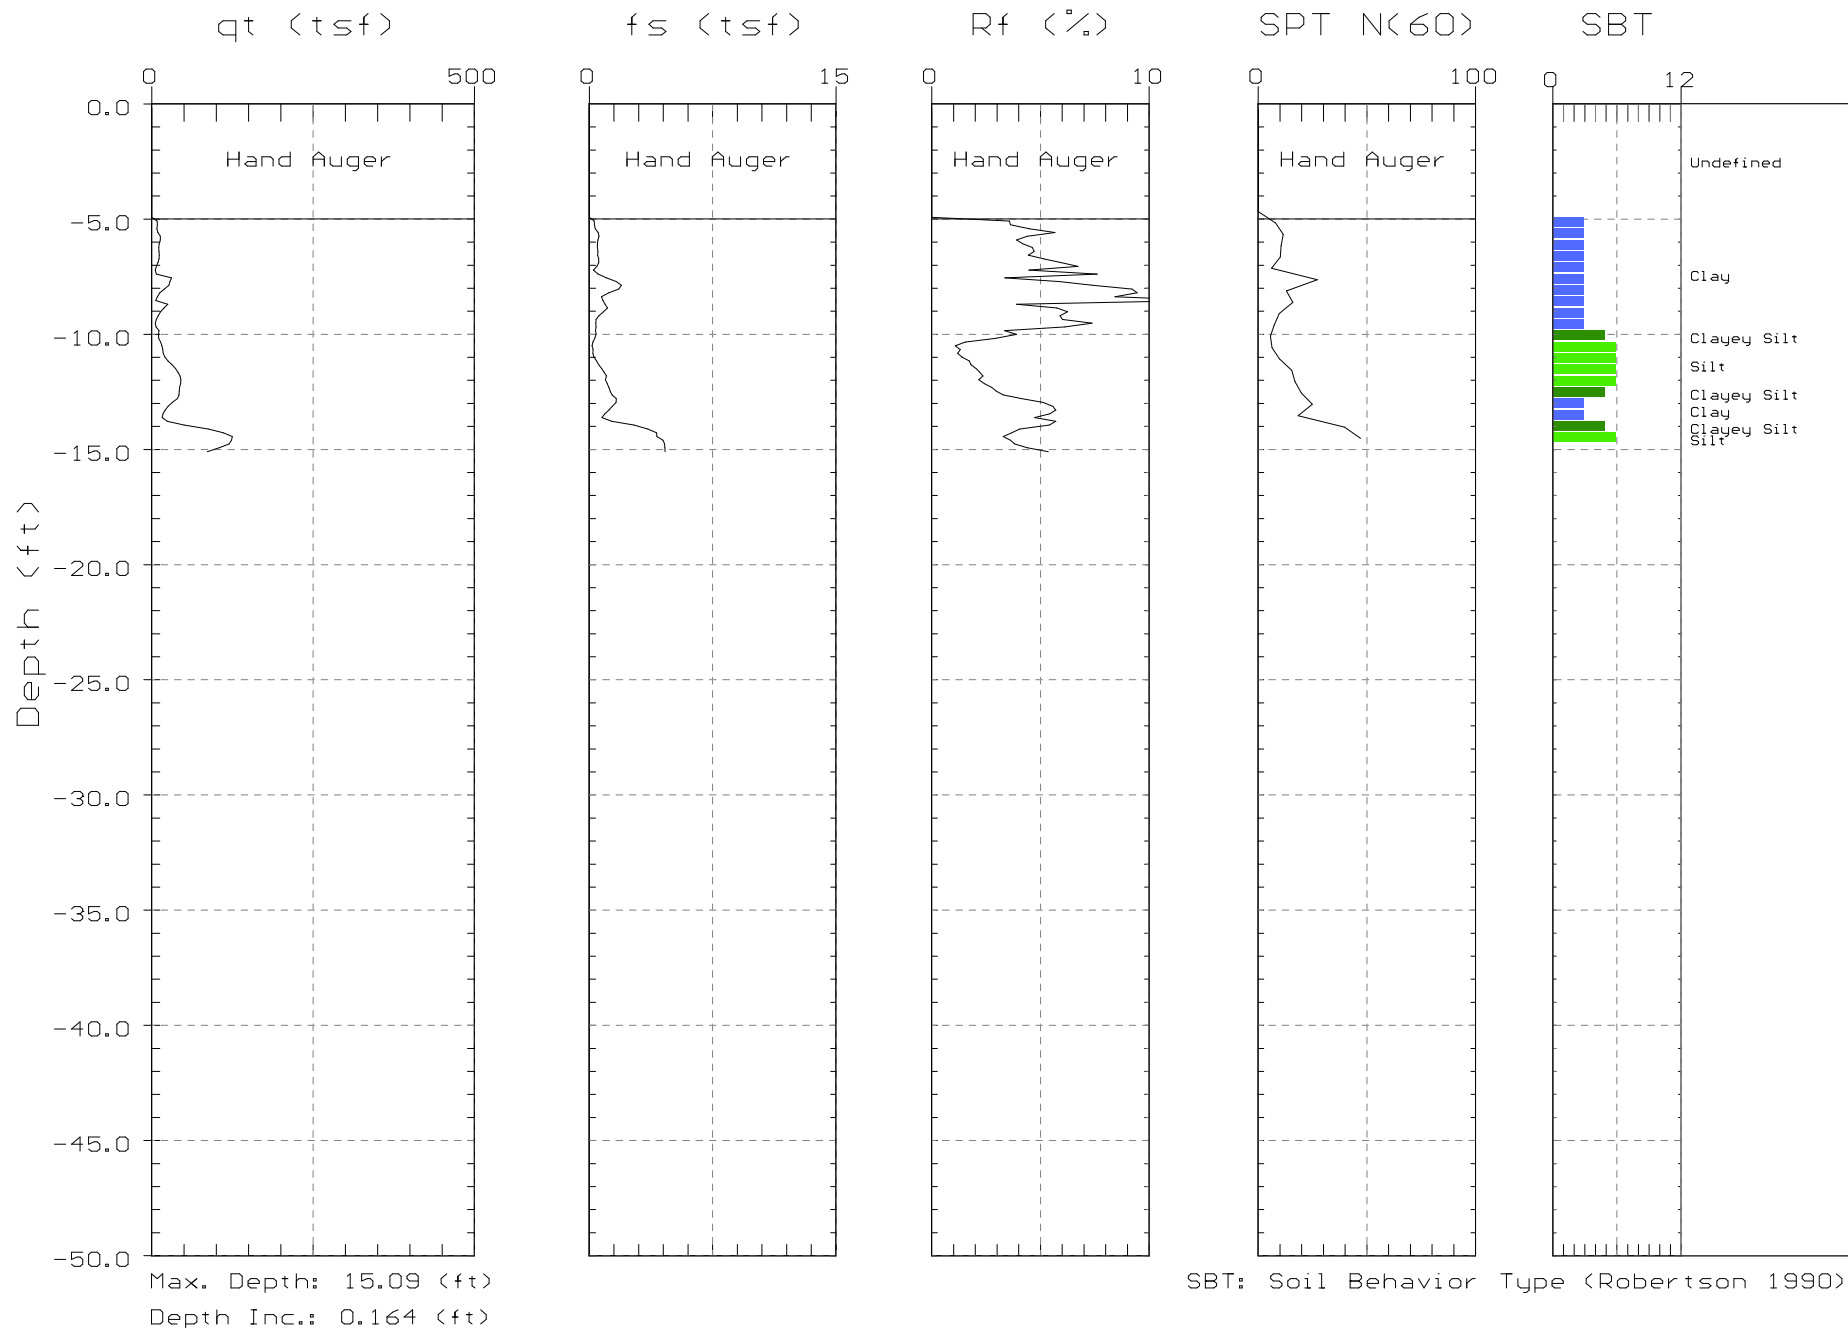 qt (tsf) fs (tsf) Rf (%) SPT N(60) SBT
0 500 0 15 0 10 0 100 0 12
0.0
Hand Auger Hand Auger Hand Auger Hand Auger Undefined
-5.0
Clay
-10.0 Clayey Silt
Silt
Clayey Silt
Clay
Clayey Silt
Silt
-15.0
Depth (ft)
-20.0
-25.0
-30.0
-35.0
-40.0
-45.0
-50.0
Max. Depth: 15.09 (ft) SBT: Soil Behavior Type (Robertson 1990)
Depth Inc.: 0.164 (ft)